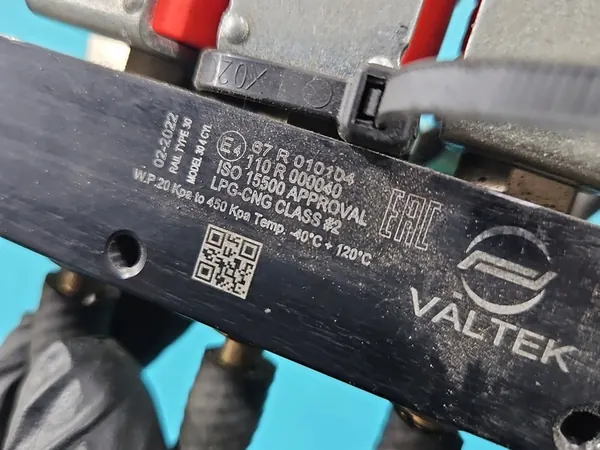 X02
02-2022
RAIL TYPE 30
MODEL 30 4 CYL
E4 67 R 010104
110 R 000040
ISO 15500 APPROVAL
LPG-CNG CLASS #2
W.P. 20 Kpa to 450 Kpa Temp. -40°C + 120°C
EAC
VALTEK